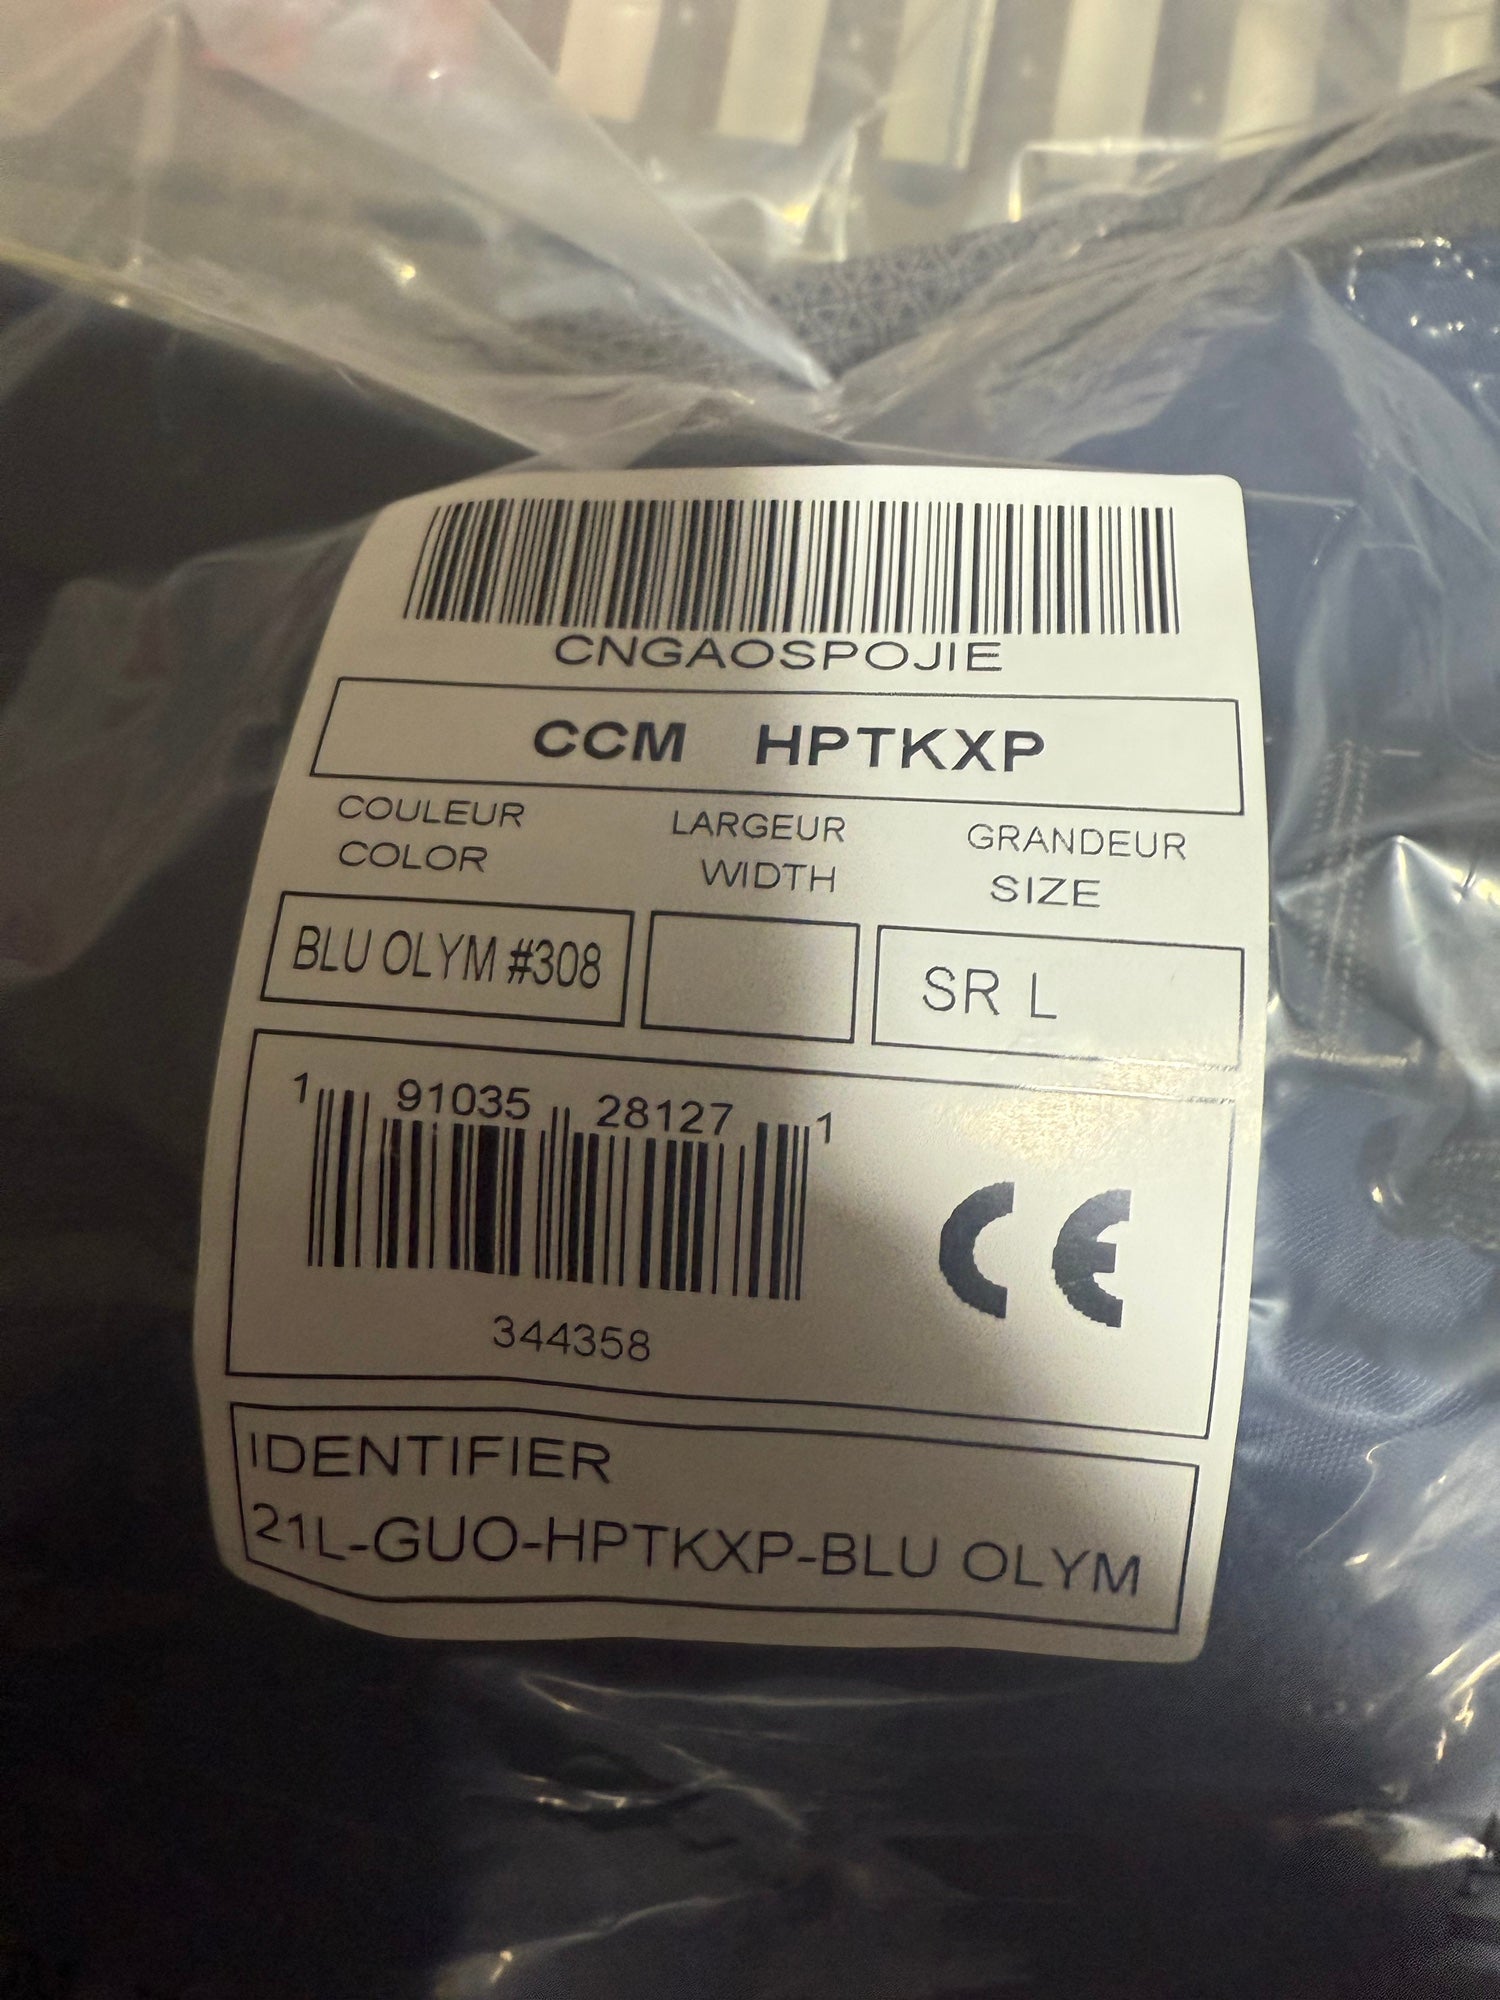 CNGAOSPOJIE
CCM HPTKXP
COULEUR LARGEUR GRANDEUR
COLOR WIDTH SIZE
BLU OLYM #308 SR L
1 91035 28127 1
344358
CE
IDENTIFIER
21L-GUO-HPTKXP-BLU OLYM